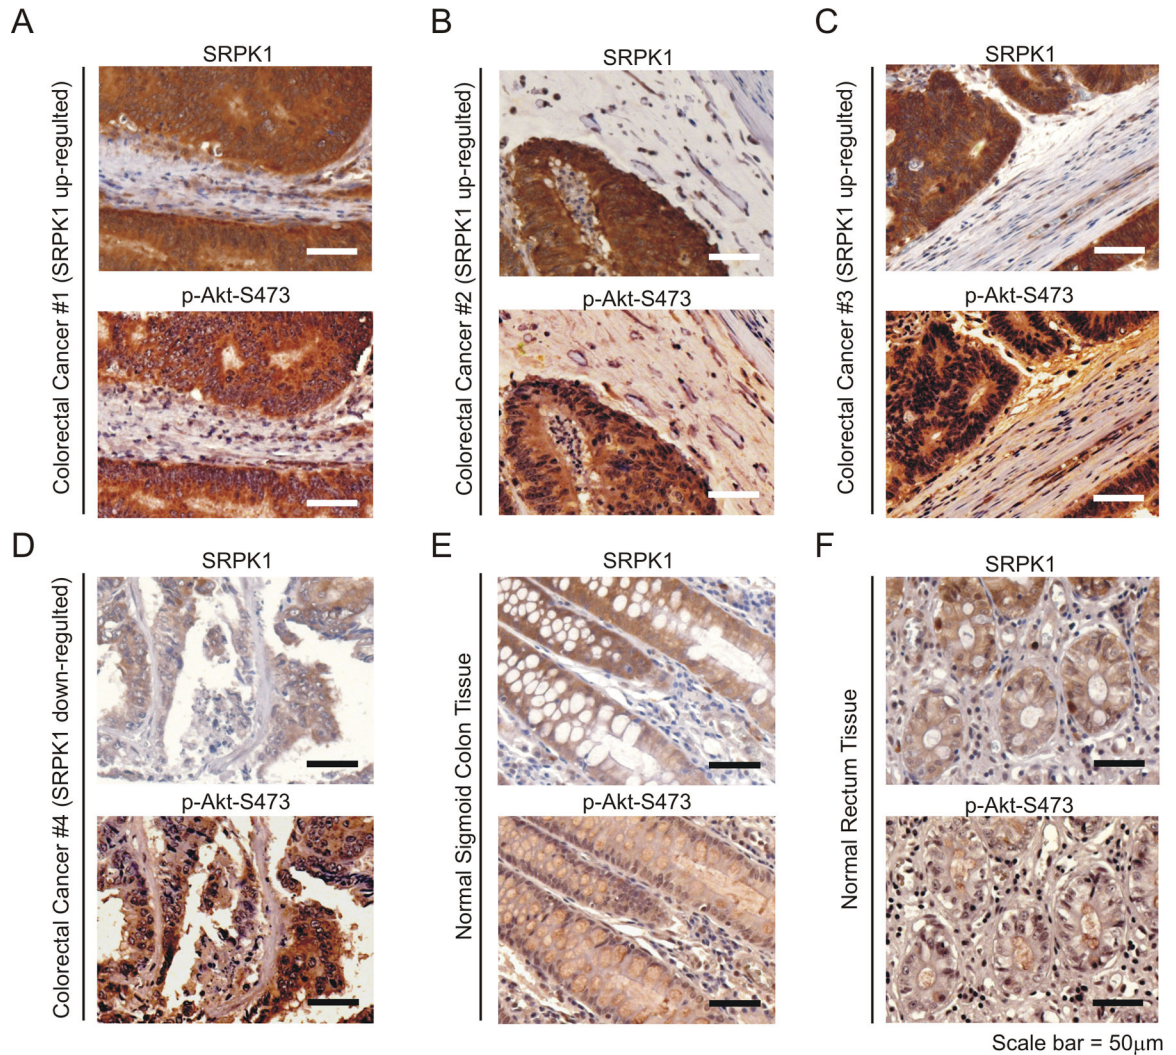 A
SRPK1
Colorectal Cancer #1 (SRPK1 up-regulted)
p-Akt-S473
B
SRPK1
Colorectal Cancer #2 (SRPK1 up-regulted)
p-Akt-S473
C
SRPK1
Colorectal Cancer #3 (SRPK1 up-regulted)
p-Akt-S473
D
SRPK1
Colorectal Cancer #4 (SRPK1 down-regulted)
p-Akt-S473
E
SRPK1
Normal Sigmoid Colon Tissue
p-Akt-S473
F
SRPK1
Normal Rectum Tissue
p-Akt-S473
Scale bar = 50μm